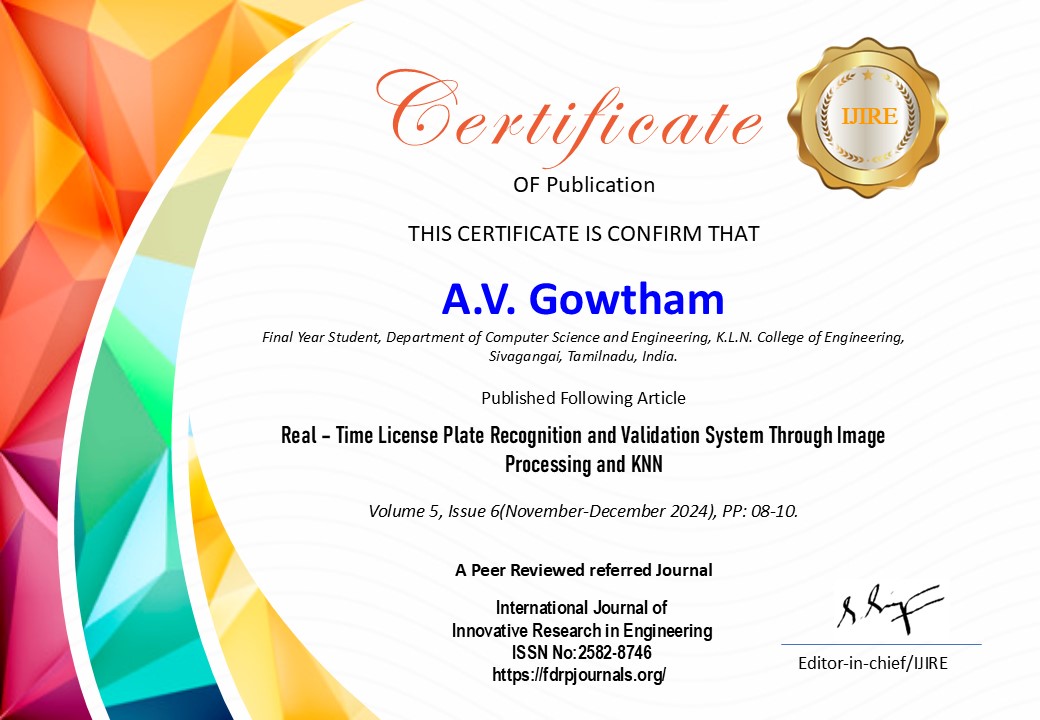 Certificate
IJIRE
OF Publication
THIS CERTIFICATE IS CONFIRM THAT
A.V. Gowtham
Final Year Student, Department of Computer Science and Engineering, K.L.N. College of Engineering,
Sivagangai, Tamilnadu, India.
Published Following Article
Real – Time License Plate Recognition and Validation System Through Image
Processing and KNN
Volume 5, Issue 6(November-December 2024), PP: 08-10.
A Peer Reviewed referred Journal
International Journal of
Innovative Research in Engineering
ISSN No:2582-8746
https://fdrpjournals.org/
Editor-in-chief/IJIRE